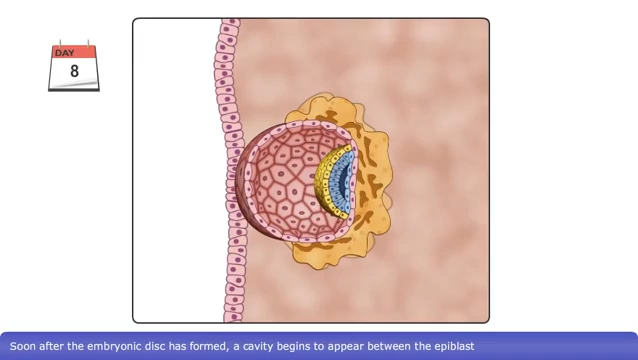 DAY
8
Soon after the embryonic disc has formed, a cavity begins to appear between the epiblast